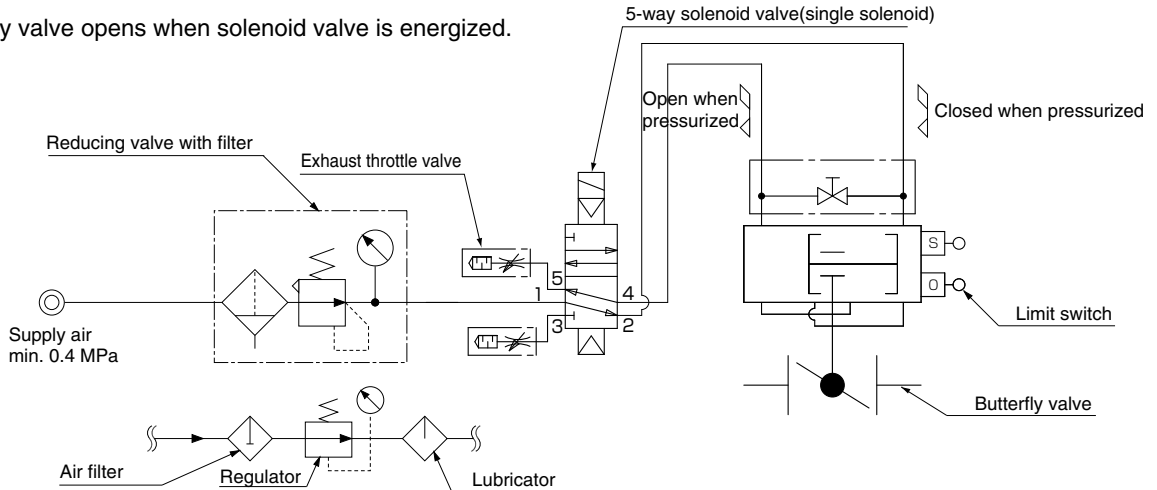 y valve opens when solenoid valve is energized.
5-way solenoid valve(single solenoid)
Open when
pressurized
Closed when pressurized
Reducing valve with filter
Exhaust throttle valve
5
1
4
3
2
S
O
Limit switch
Supply air
min. 0.4 MPa
Butterfly valve
Air filter
Regulator
Lubricator